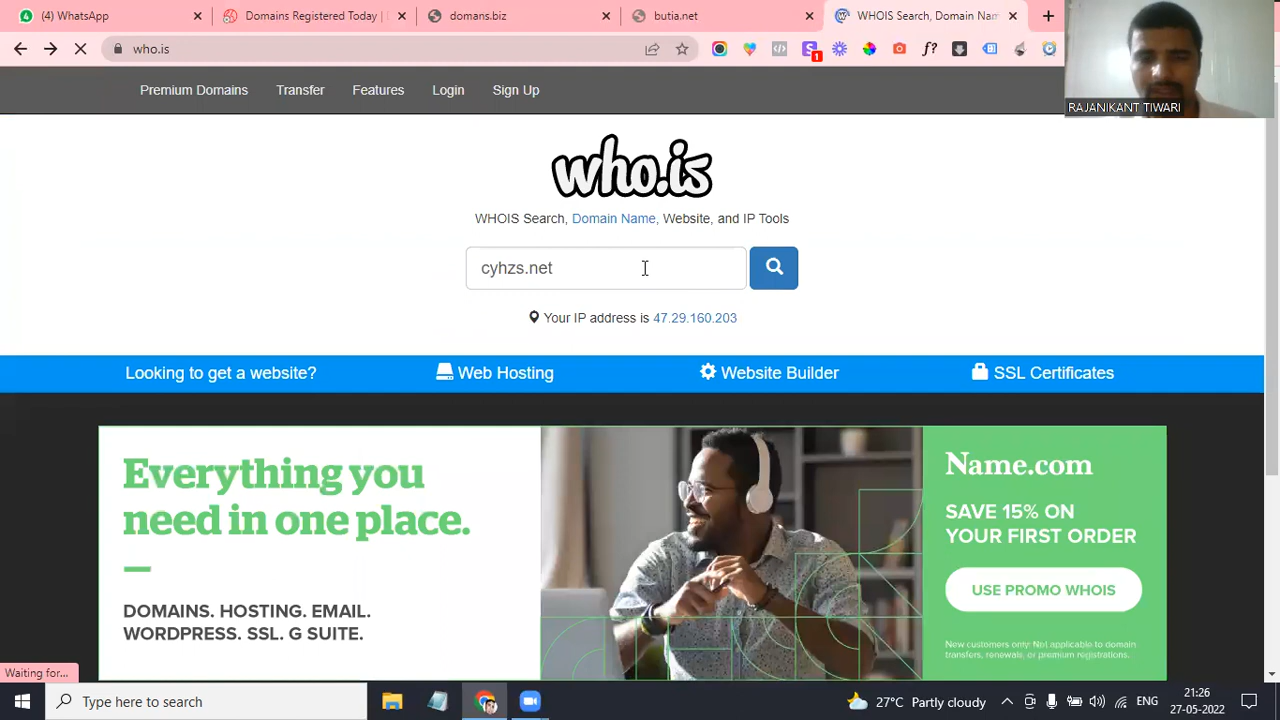 (4) WhatsApp
Domains Registered Today |
domans.biz
butia.net
WHOIS Search, Domain Nam
who.is
1
f?
RAJANIKANT TIWARI
Premium Domains Transfer Features Login Sign Up
who.is
WHOIS Search, Domain Name, Website, and IP Tools
cyhzs.net
Your IP address is 47.29.160.203
Looking to get a website? Web Hosting Website Builder SSL Certificates
Everything you
need in one place.
DOMAINS. HOSTING. EMAIL.
WORDPRESS. SSL. G SUITE.
Name.com
SAVE 15% ON
YOUR FIRST ORDER
USE PROMO WHOIS
New customers only. Not applicable to domain
transfers, renewals, or premium registrations.
Waiting for...
Type here to search
27°C Partly cloudy
ENG
21:26
27-05-2022